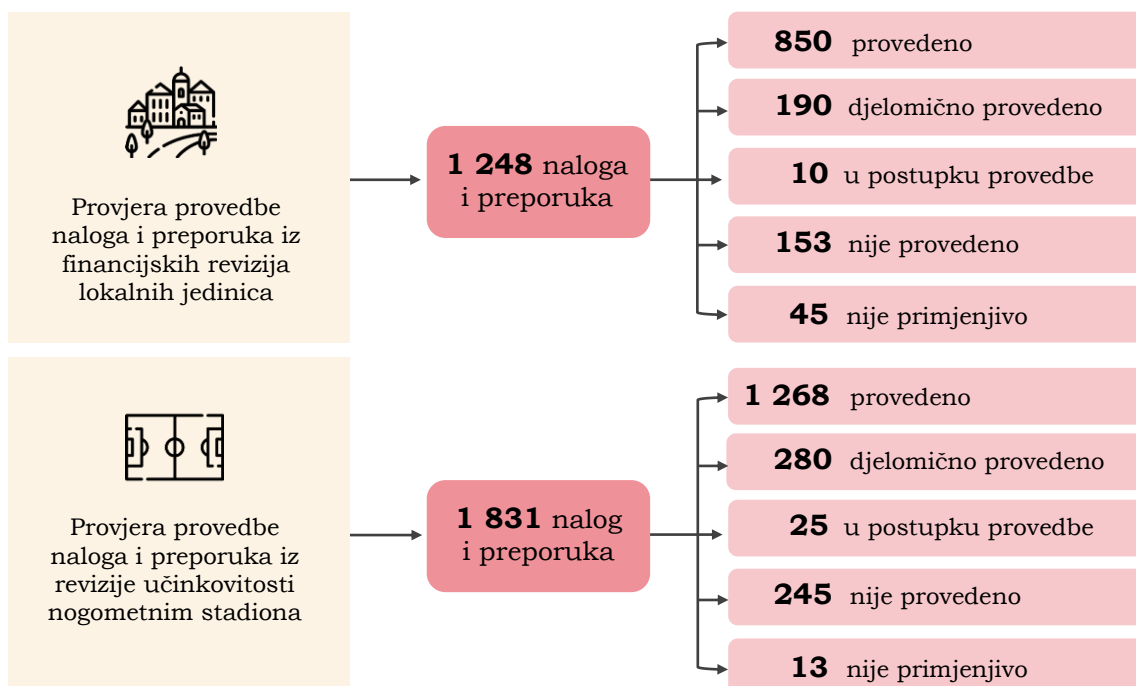 Provjera provedbe
naloga i preporuka iz
financijskih revizija
lokalnih jedinica
1 248 naloga
i preporuka
850 provedeno
190 djelomično provedeno
10 u postupku provedbe
153 nije provedeno
45 nije primjenjivo
Provjera provedbe
naloga i preporuka iz
revizije učinkovitosti
nogometnim stadiona
1 831 nalog
i preporuka
1 268 provedeno
280 djelomično provedeno
25 u postupku provedbe
245 nije provedeno
13 nije primjenjivo